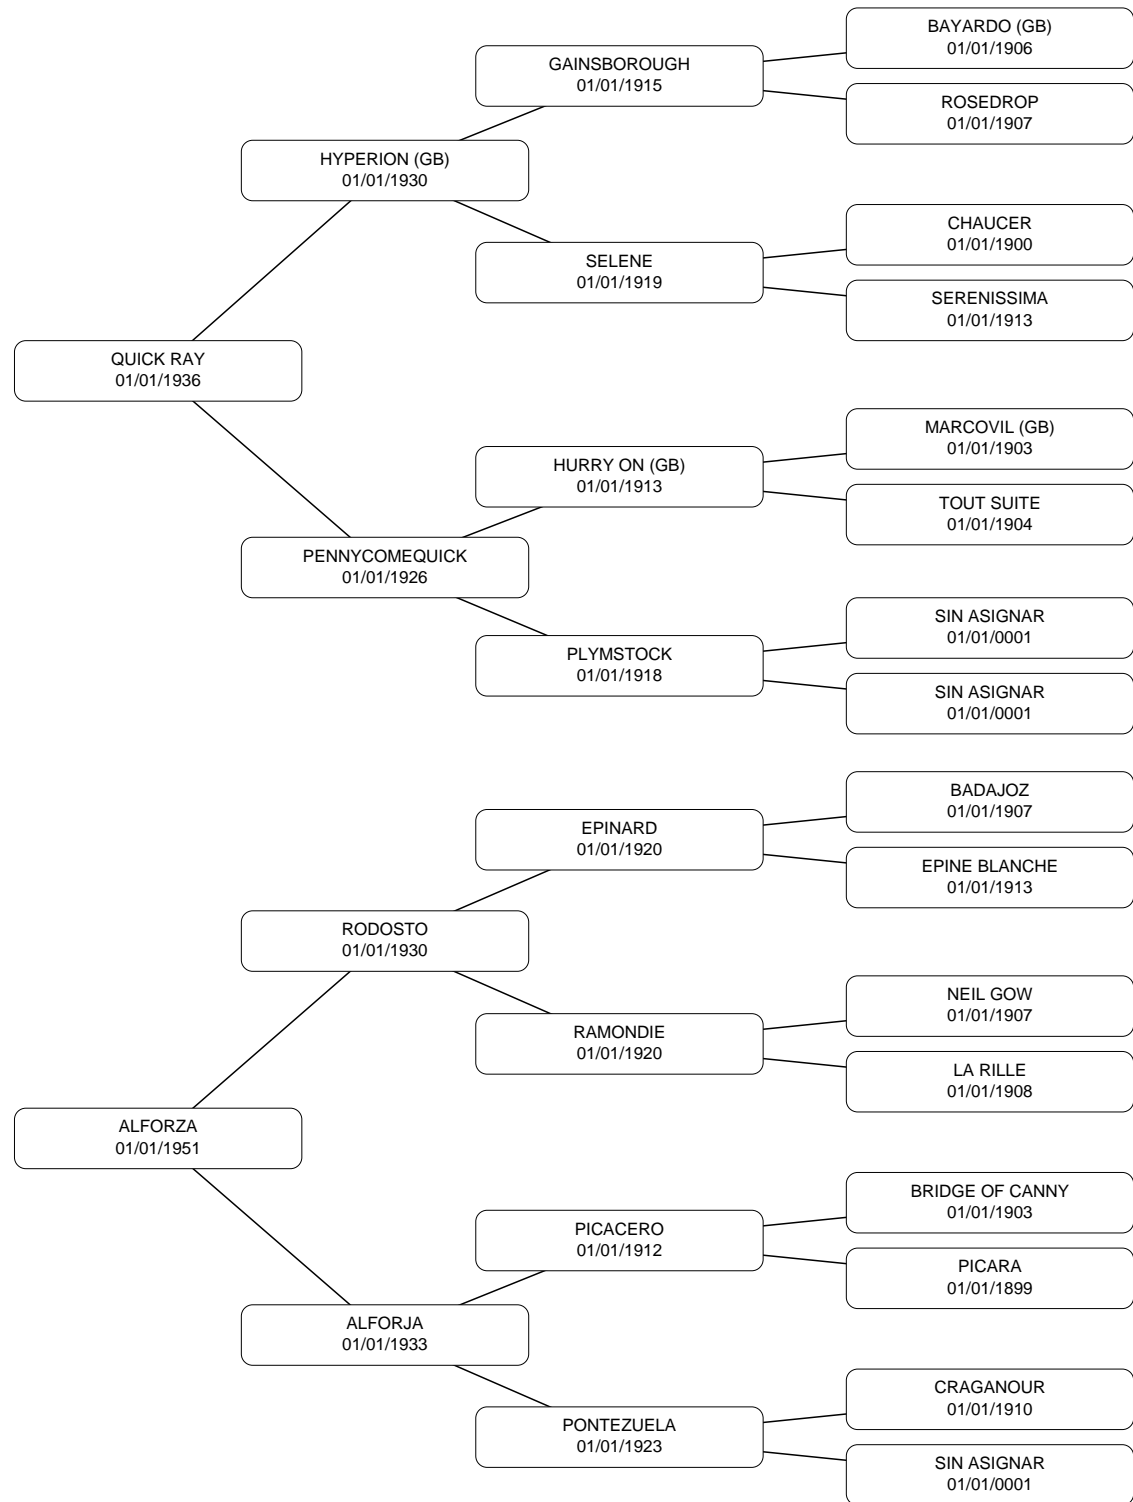 BAYARDO (GB)
01/01/1906
GAINSBOROUGH
01/01/1915
ROSEDROP
01/01/1907
HYPERION (GB)
01/01/1930
CHAUCER
01/01/1900
SELENE
01/01/1919
SERENISSIMA
01/01/1913
QUICK RAY
01/01/1936
MARCOVIL (GB)
01/01/1903
HURRY ON (GB)
01/01/1913
TOUT SUITE
01/01/1904
PENNYCOMEQUICK
01/01/1926
SIN ASIGNAR
01/01/0001
PLYMSTOCK
01/01/1918
SIN ASIGNAR
01/01/0001
BADAJOZ
01/01/1907
EPINARD
01/01/1920
EPINE BLANCHE
01/01/1913
RODOSTO
01/01/1930
NEIL GOW
01/01/1907
RAMONDIE
01/01/1920
LA RILLE
01/01/1908
ALFORZA
01/01/1951
BRIDGE OF CANNY
01/01/1903
PICACERO
01/01/1912
PICARA
01/01/1899
ALFORJA
01/01/1933
CRAGANOUR
01/01/1910
PONTEZUELA
01/01/1923
SIN ASIGNAR
01/01/0001